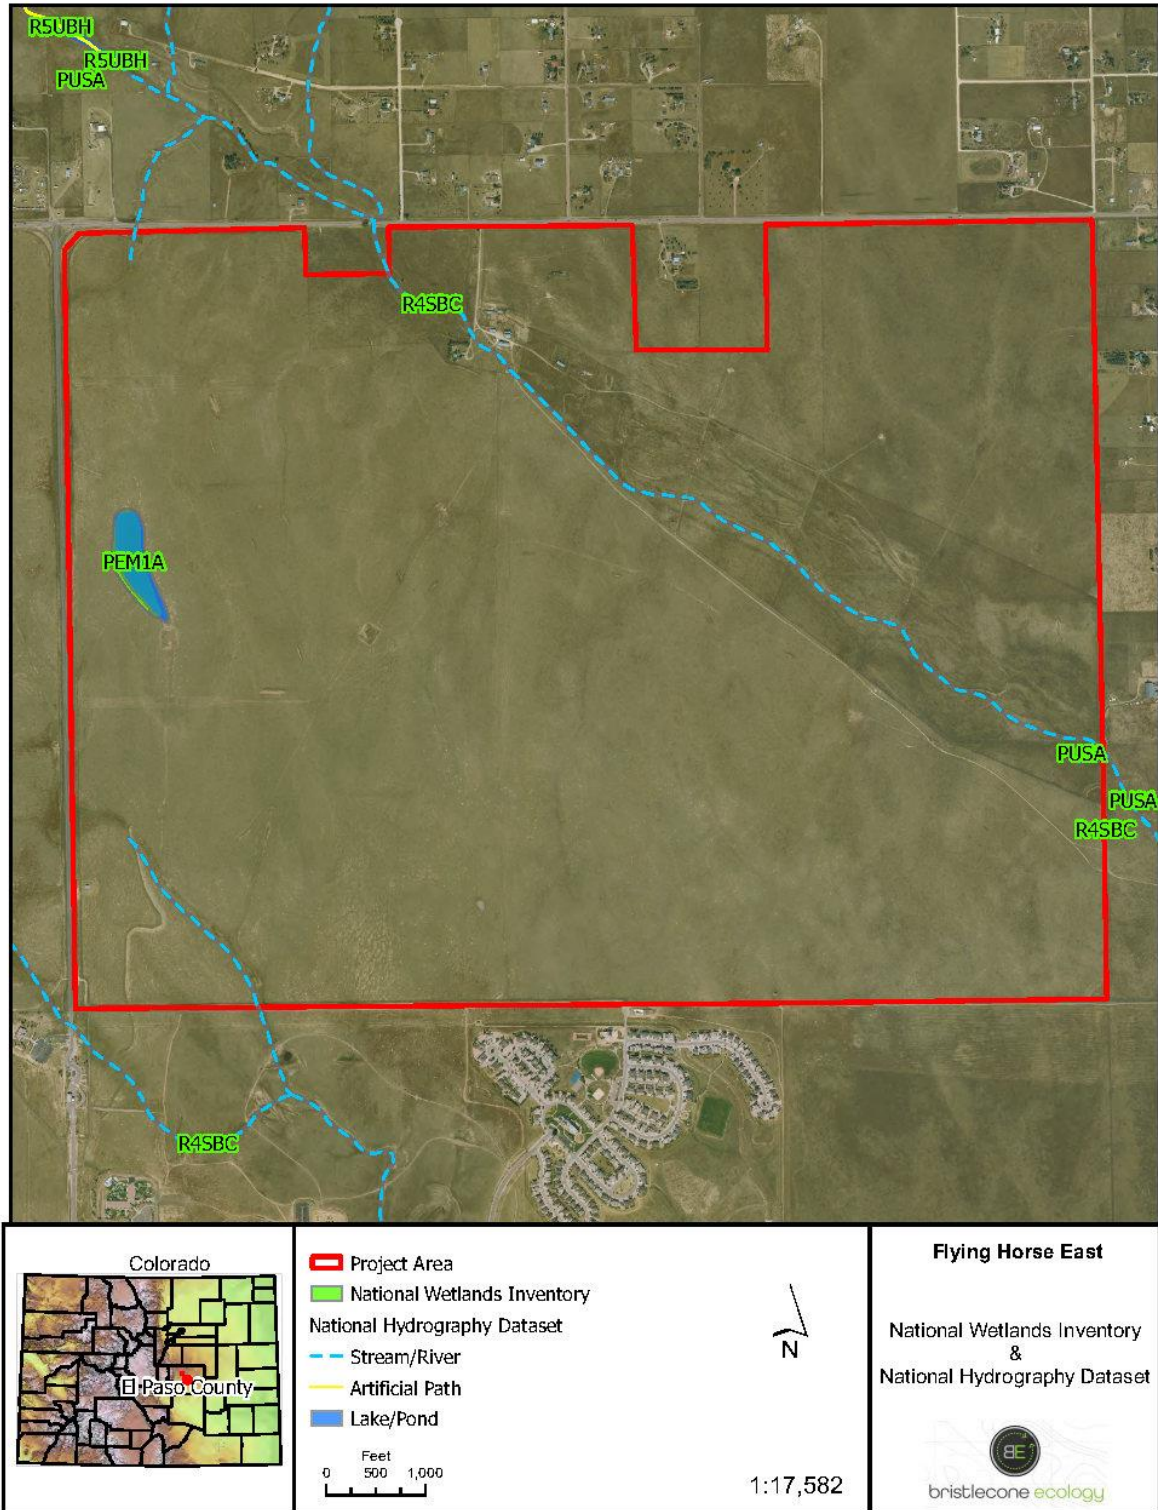 R5UBH
R5UBH
PUSA
R4SBC
PEM1A
PUSA
PUSA
R4SBC
R4SBC
Colorado
El Paso County
Project Area
National Wetlands Inventory
National Hydrography Dataset
Stream/River
Artificial Path
Lake/Pond
Feet
0 500 1,000
N
1:17,582
Flying Horse East
National Wetlands Inventory
&
National Hydrography Dataset
BE
bristlecone ecology